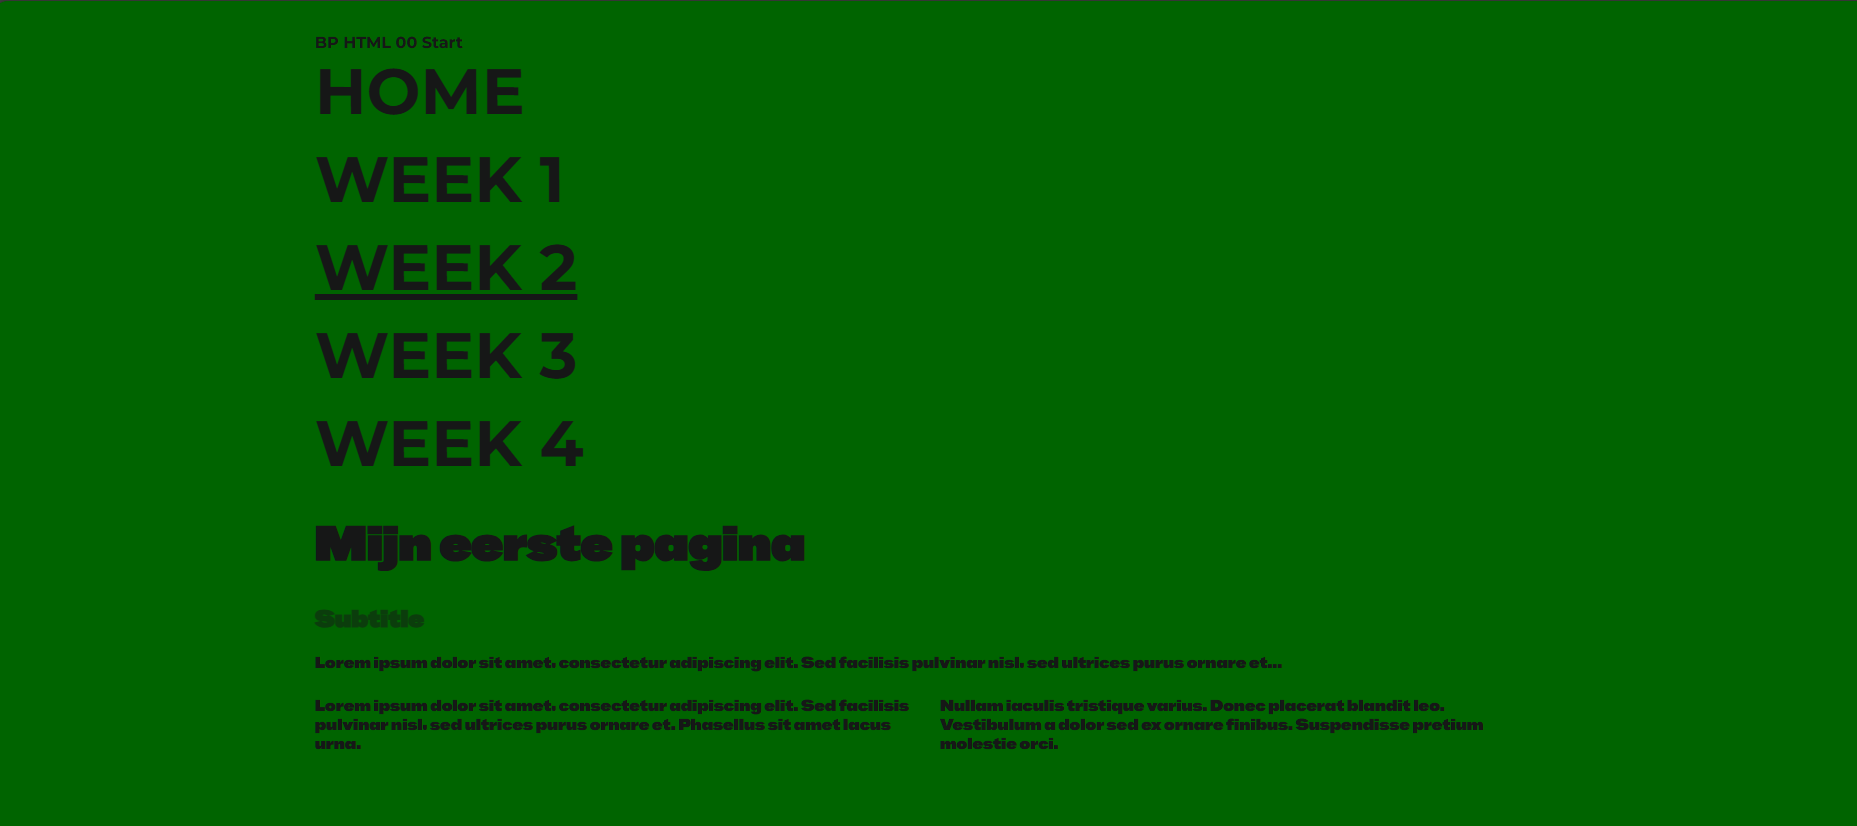 BP HTML 00 Start
HOME
WEEK 1
WEEK 2
WEEK 3
WEEK 4
Mijn eerste pagina
Subtitle
Lorem ipsum dolor sit amet, consectetur adipiscing elit. Sed facilisis pulvinar nisl, sed ultrices purus ornare et...
Lorem ipsum dolor sit amet, consectetur adipiscing elit. Sed facilisis
pulvinar nisl, sed ultrices purus ornare et. Phasellus sit amet lacus
urna.
Nullam iaculis tristique varius. Donec placerat blandit leo.
Vestibulum a dolor sed ex ornare finibus. Suspendisse pretium
molestie orci.